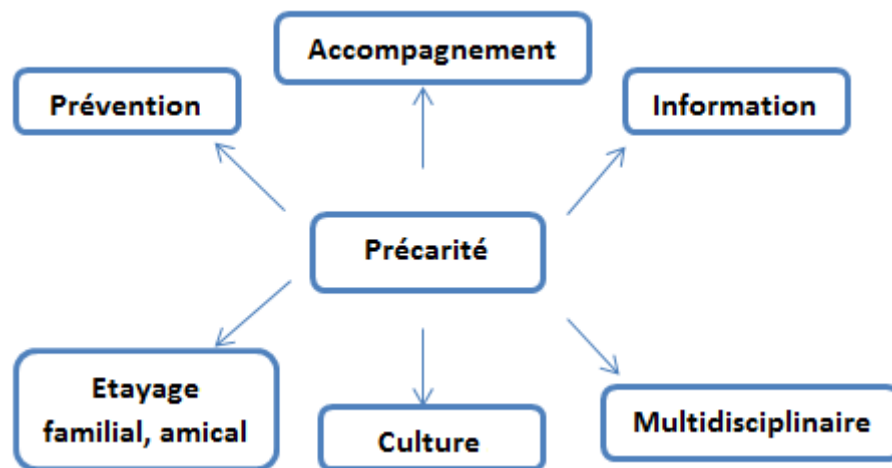 Accompagnement
Prévention
Information
Précarité
Etayage
familial, amical
Culture
Multidisciplinaire